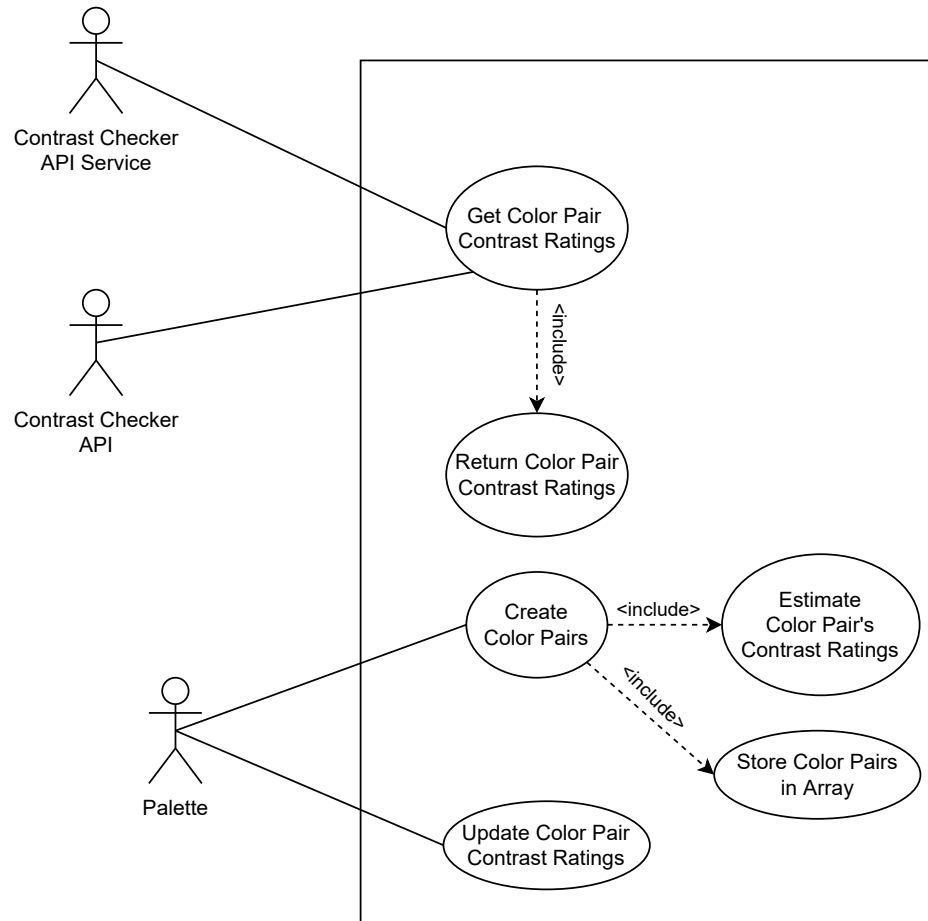 Contrast Checker
API Service
Get Color Pair
Contrast Ratings
<include>
Contrast Checker
API
Return Color Pair
Contrast Ratings
Create
Color Pairs
<include>
Estimate
Color Pair's
Contrast Ratings
<include>
Store Color Pairs
in Array
Palette
Update Color Pair
Contrast Ratings